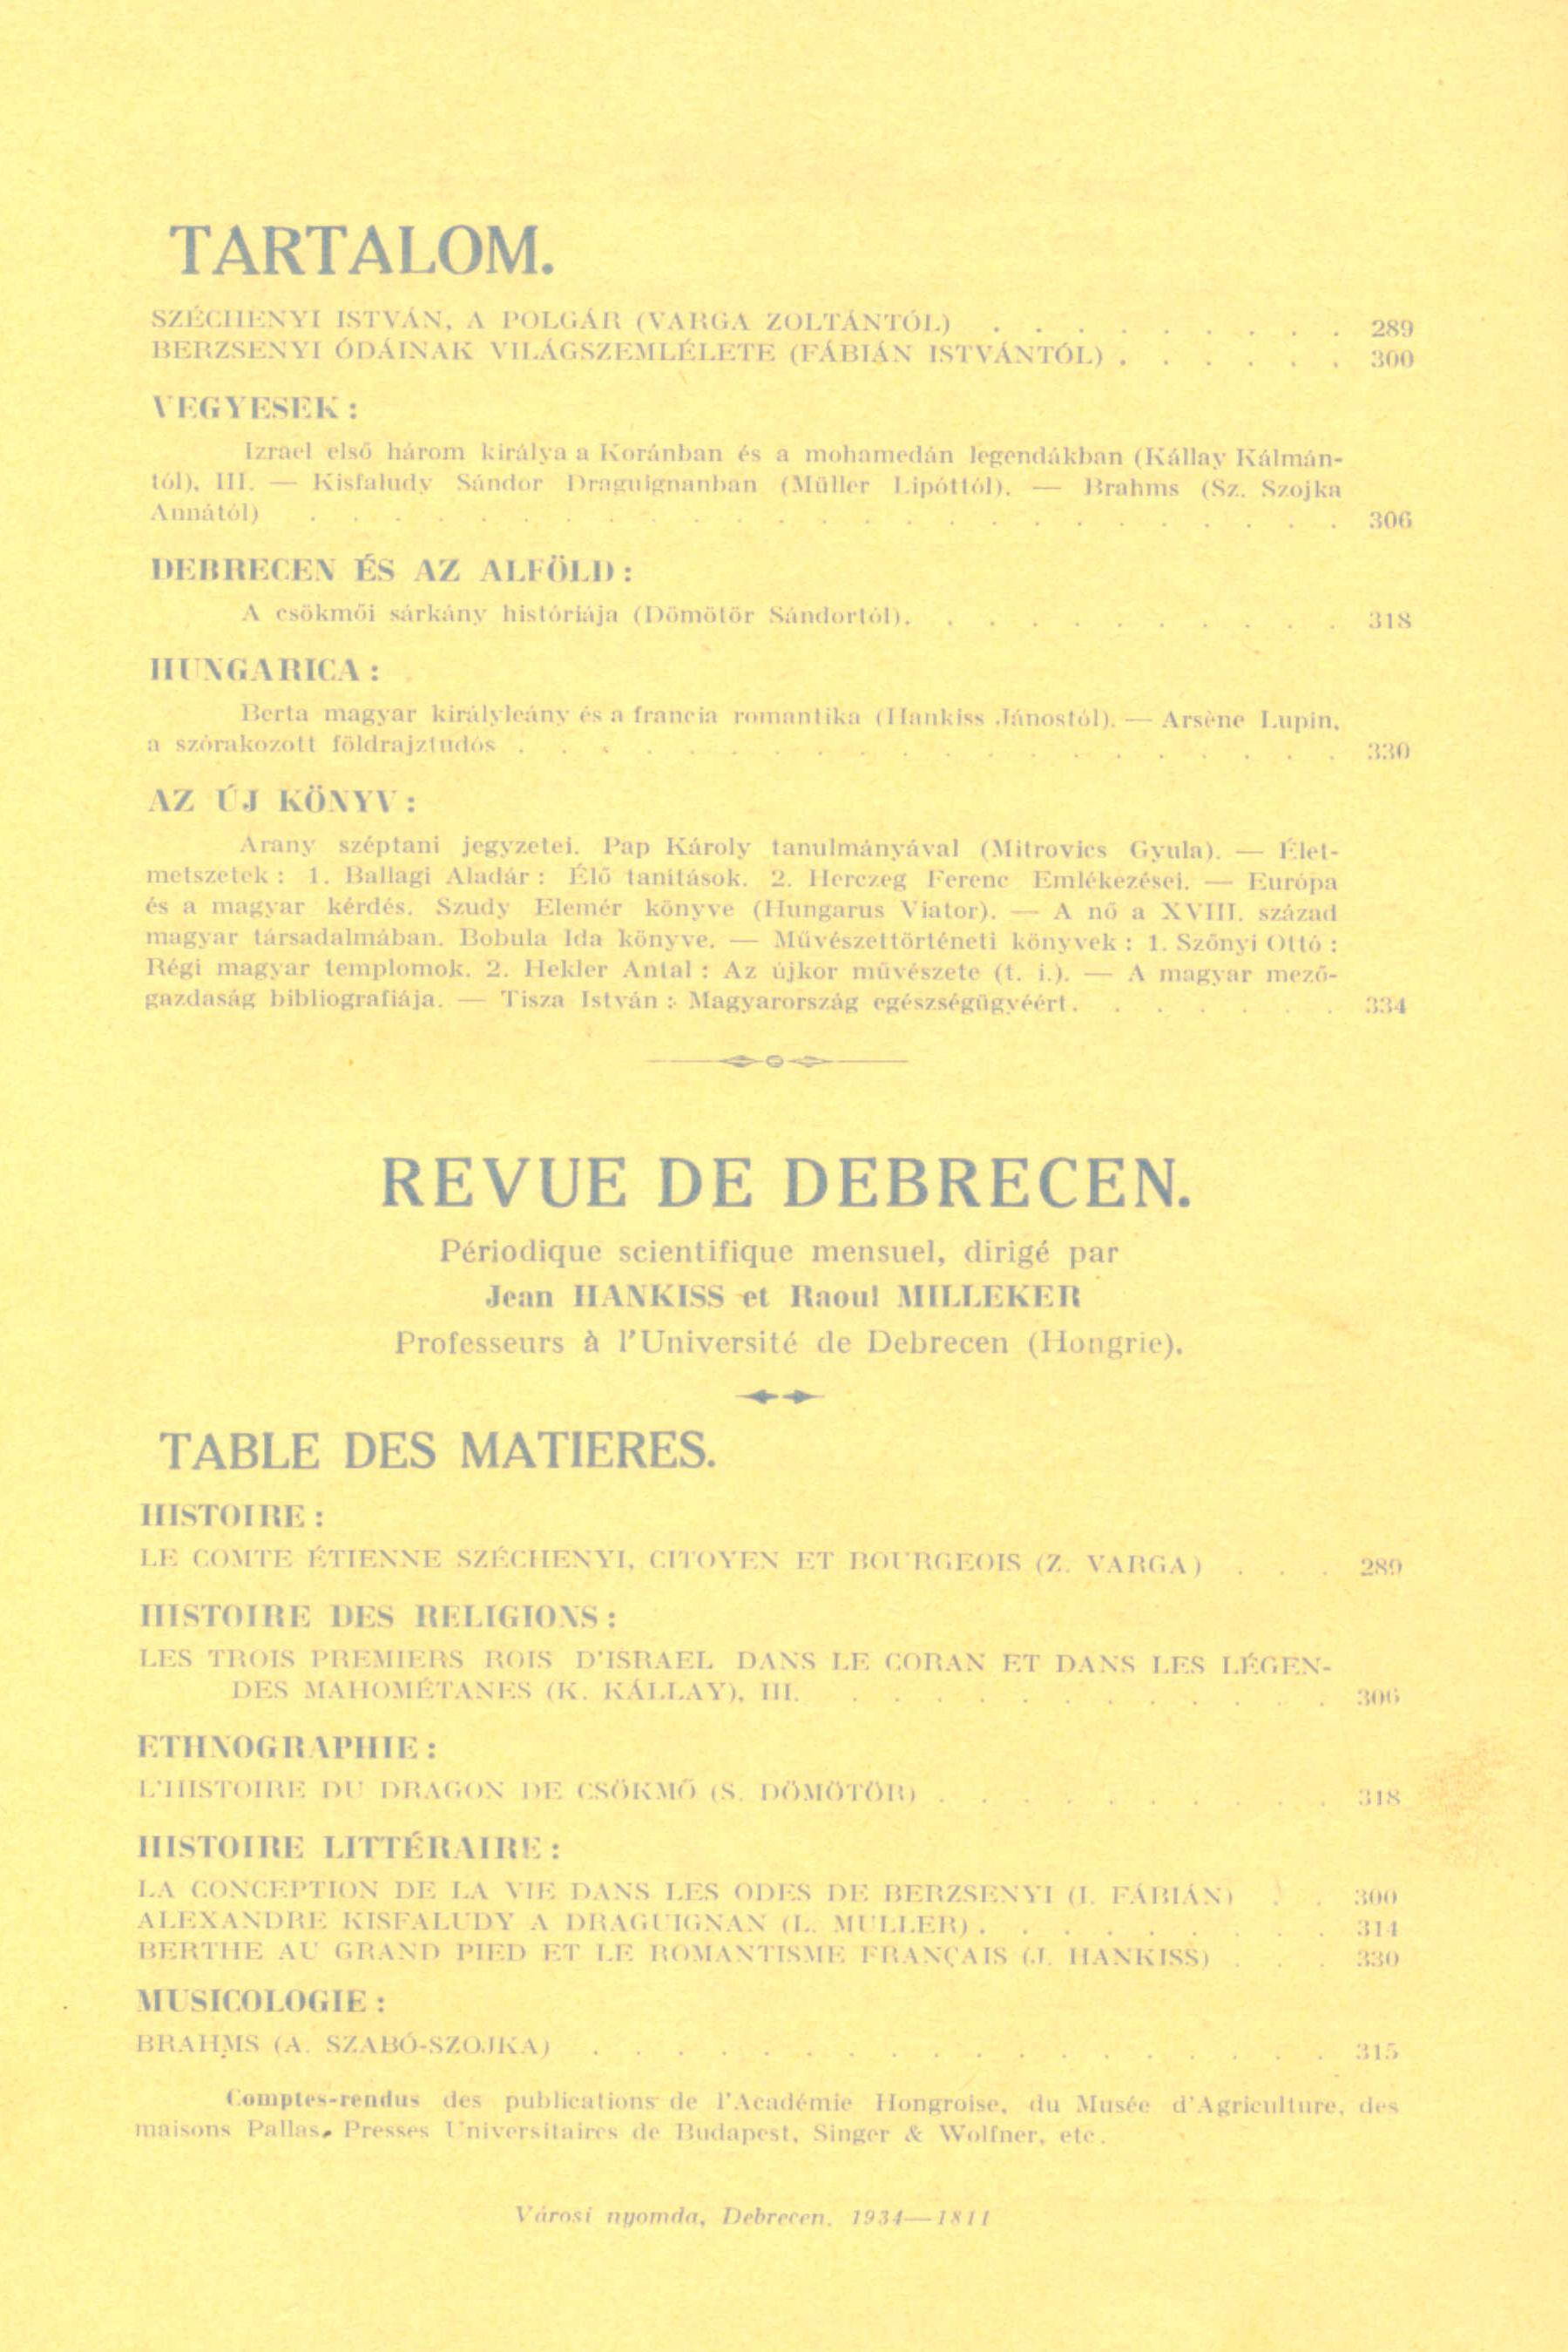 TARTALOM.
SZÉCHENYI ISTVÁN, A POLGÁR (VARGA ZOLTÁNTÓL) . . . . . . . . . 289
BERZSENYI ÓDÁINAK VILÁGSZEMLÉLETE (FÁBIÁN ISTVÁNTÓL) . . . . . . 300
VEGYESEK :
Izrael első három királya a Koránban és a mohamedán legendákban (Kállay Kálmán-
tól), III. — Kisfaludy Sándor Draguignanban (Müller Lipóttól). — Brahms (Sz. Szojka
Annától) . . . . . . . . . . . . . . . . . . . . . . . . . 306
DEBRECEN ÉS AZ ALFÖLD :
A csökmői sárkány históriája (Dömötör Sándortól). . . . . . . . . . . 318
HUNGARICA :
Berta magyar királyleány és a francia romantika (Hankiss Jánostól). — Arsène Lupin,
a szórakozott földrajztudós . . . . . . . . . . . . . . . . . . . . 330
AZ ÚJ KÖNYV :
Arany széptani jegyzetei. Pap Károly tanulmányával (Mitrovics Gyula). — Élet-
metszetek : 1. Ballagi Aladár : Élő tanítások. 2. Herczeg Ferenc Emlékezései. — Európa
és a magyar kérdés. Szudy Elemér könyve (Hungarus Viator). — A nő a XVIII. század
magyar társadalmában. Bobula Ida könyve. — Művészettörténeti könyvek : 1. Szőnyi Ottó :
Régi magyar templomok. 2. Hekler Antal : Az újkor művészete (t. i.). — A magyar mező-
gazdaság bibliografiája. — Tisza István : Magyarország egészségügyéért. . . . . . . 334
REVUE DE DEBRECEN.
Périodique scientifique mensuel, dirigé par
Jean HANKISS et Raoul MILLEKER
Professeurs à l'Université de Debrecen (Hongrie).
TABLE DES MATIERES.
HISTOIRE :
LE COMTE ÉTIENNE SZÉCHENYI, CITOYEN ET BOURGEOIS (Z. VARGA) . . . 289
HISTOIRE DES RELIGIONS :
LES TROIS PREMIERS ROIS D'ISRAEL DANS LE CORAN ET DANS LES LÉGEN-
DES MAHOMÉTANES (K. KÁLLAY), III. . . . . . . . . . . . . 306
ETHNOGRAPHIE :
L'HISTOIRE DU DRAGON DE CSÖKMŐ (S. DÖMÖTÖR) . . . . . . . . . . 318
HISTOIRE LITTÉRAIRE :
LA CONCEPTION DE LA VIE DANS LES ODES DE BERZSENYI (I. FÁBIÁN) . . 300
ALEXANDRE KISFALUDY A DRAGUIGNAN (L. MULLER) . . . . . . . . . 314
BERTHE AU GRAND PIED ET LE ROMANTISME FRANÇAIS (J. HANKISS) . . . 330
MUSICOLOGIE :
BRAHMS (A. SZABÓ-SZOJKA) . . . . . . . . . . . . . . . . . . 315
Comptes-rendus des publications de l'Académie Hongroise, du Musée d'Agriculture, des
maisons Pallas, Presses Universitaires de Budapest, Singer & Wolfner, etc.
Városi nyomda, Debrecen. 1934—1811